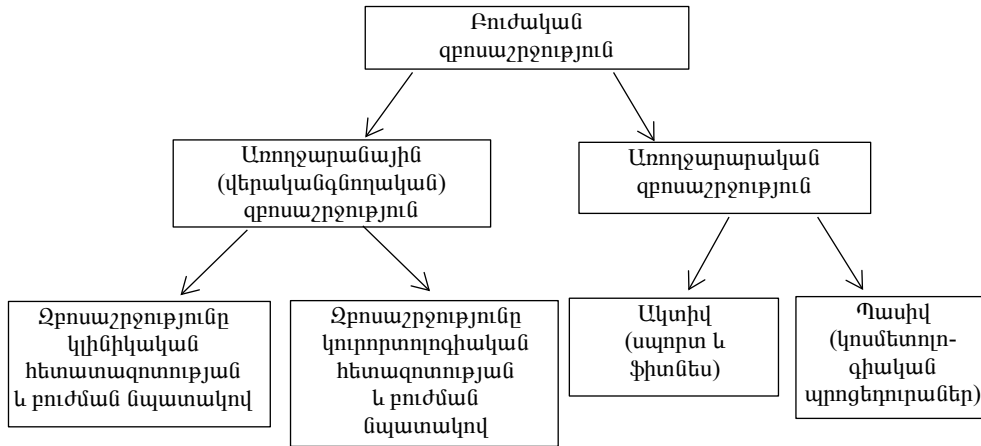 Բուժական
զբոսաշրջություն
Առողջարանային
(վերականգնողական)
զբոսաշրջություն
Առողջարարական
զբոսաշրջություն
Զբոսաշրջությունը
կլինիկական
հետատազոտության
և բուժման նպատակով
Զբոսաշրջությունը
կուրորտոլոգիական
հետազոտության
և բուժման
նպատակով
Ակտիվ
(սպորտ և
ֆիտնես)
Պասիվ
(կոսմետոլո-
գիական
պրոցեդուրաներ)